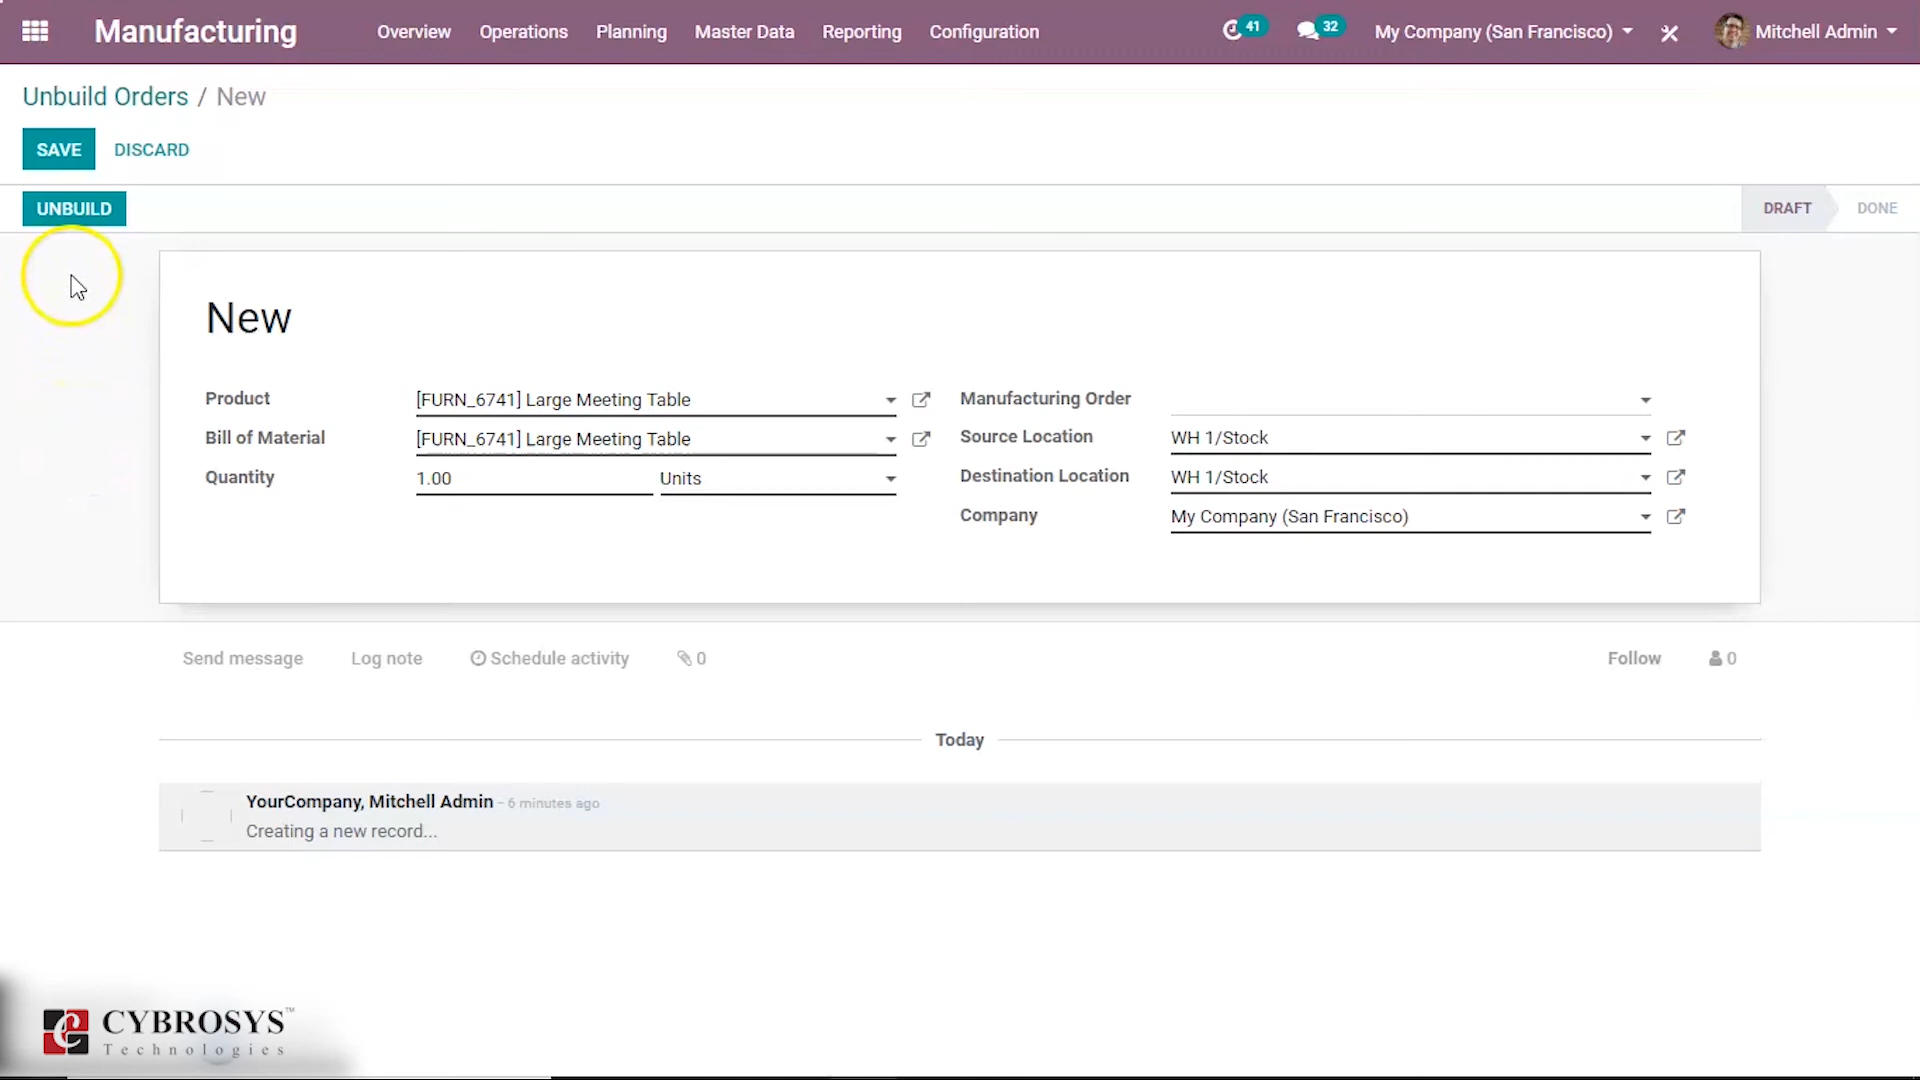 Manufacturing Overview Operations Planning Master Data Reporting Configuration 41 32 My Company (San Francisco) Mitchell Admin
Unbuild Orders / New
SAVE DISCARD
UNBUILD DRAFT DONE
New
Product [FURN_6741] Large Meeting Table Manufacturing Order
Bill of Material [FURN_6741] Large Meeting Table Source Location WH 1/Stock
Quantity 1.00 Units Destination Location WH 1/Stock
Company My Company (San Francisco)
Send message Log note Schedule activity 0 Follow 0
Today
YourCompany, Mitchell Admin - 6 minutes ago
Creating a new record...
CYBROSYS™
Technologies